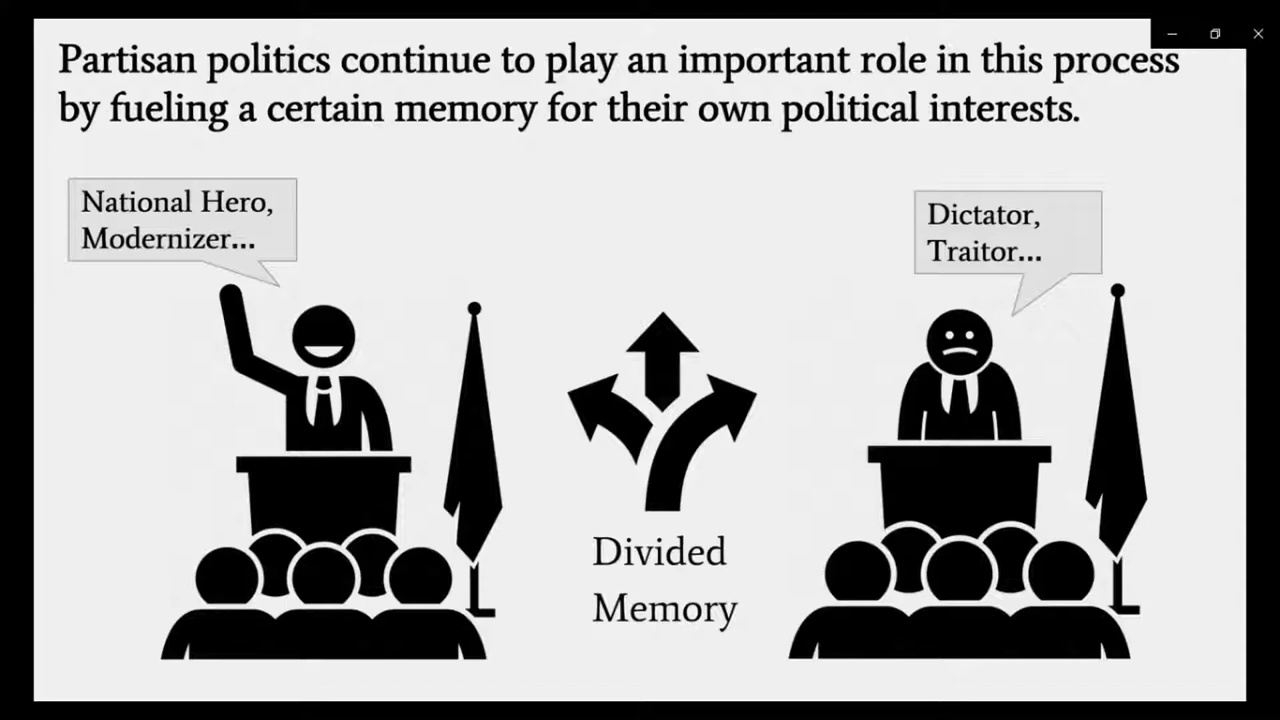 Partisan politics continue to play an important role in this process
by fueling a certain memory for their own political interests.
National Hero,
Modernizer...
Dictator,
Traitor...
Divided
Memory